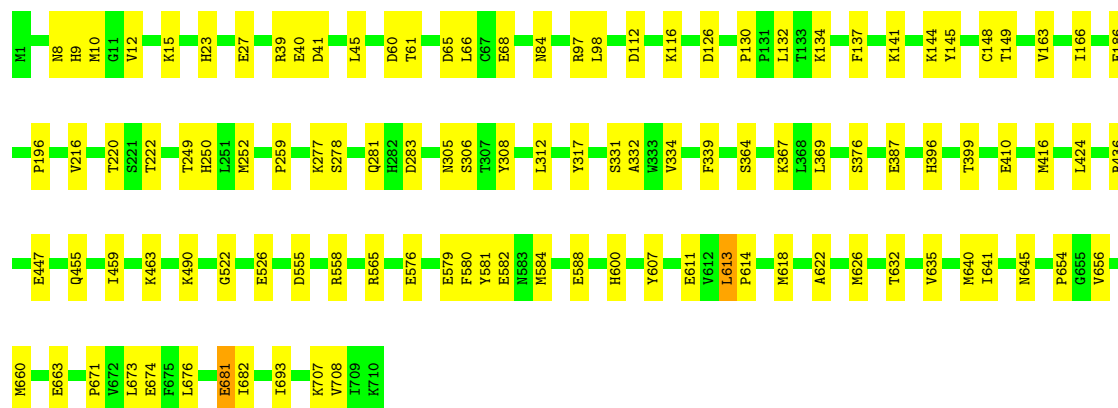 M1 N8 H9 M10 G11 V12 K15 H23 E27 R39 E40 D41 L45 D60 T61 D65 L66 C67 E68 N84 R97 L98 D112 K116 D126 P130 P131 L132 T133 K134 F137 K141 K144 Y145 C148 T149 V163 I166
P196 V216 T220 S221 T222 T249 H250 L251 M252 P259 K277 S278 Q281 H282 D283 N305 S306 T307 Y308 L312 Y317 S331 A332 W333 V334 F339 S364 K367 L368 L369 S376 E387 H396 T399 E410 M416 L424
E447 Q455 I459 K463 K490 G522 E526 D555 R558 R565 E576 E579 F580 Y581 E582 N583 M584 E588 H600 Y607 E611 V612 L613 P614 M618 A622 M626 T632 V635 M640 I641 N645 P654 G655 V656
M660 E663 P671 V672 L673 E674 F675 L676 E681 I682 I693 K707 V708 I709 K710